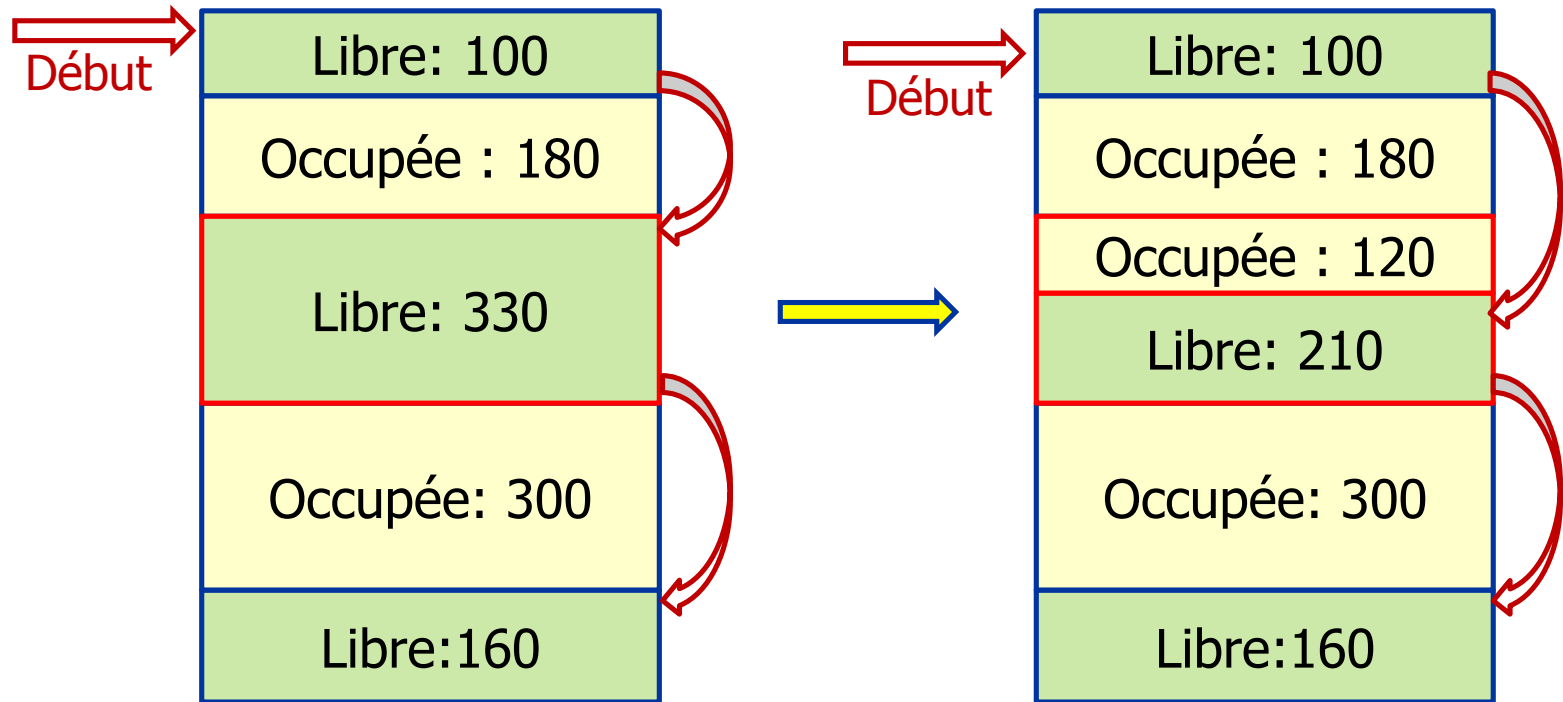 Début
Libre: 100
Occupée : 180
Libre: 330
Occupée: 300
Libre:160
Début
Libre: 100
Occupée : 180
Occupée : 120
Libre: 210
Occupée: 300
Libre:160